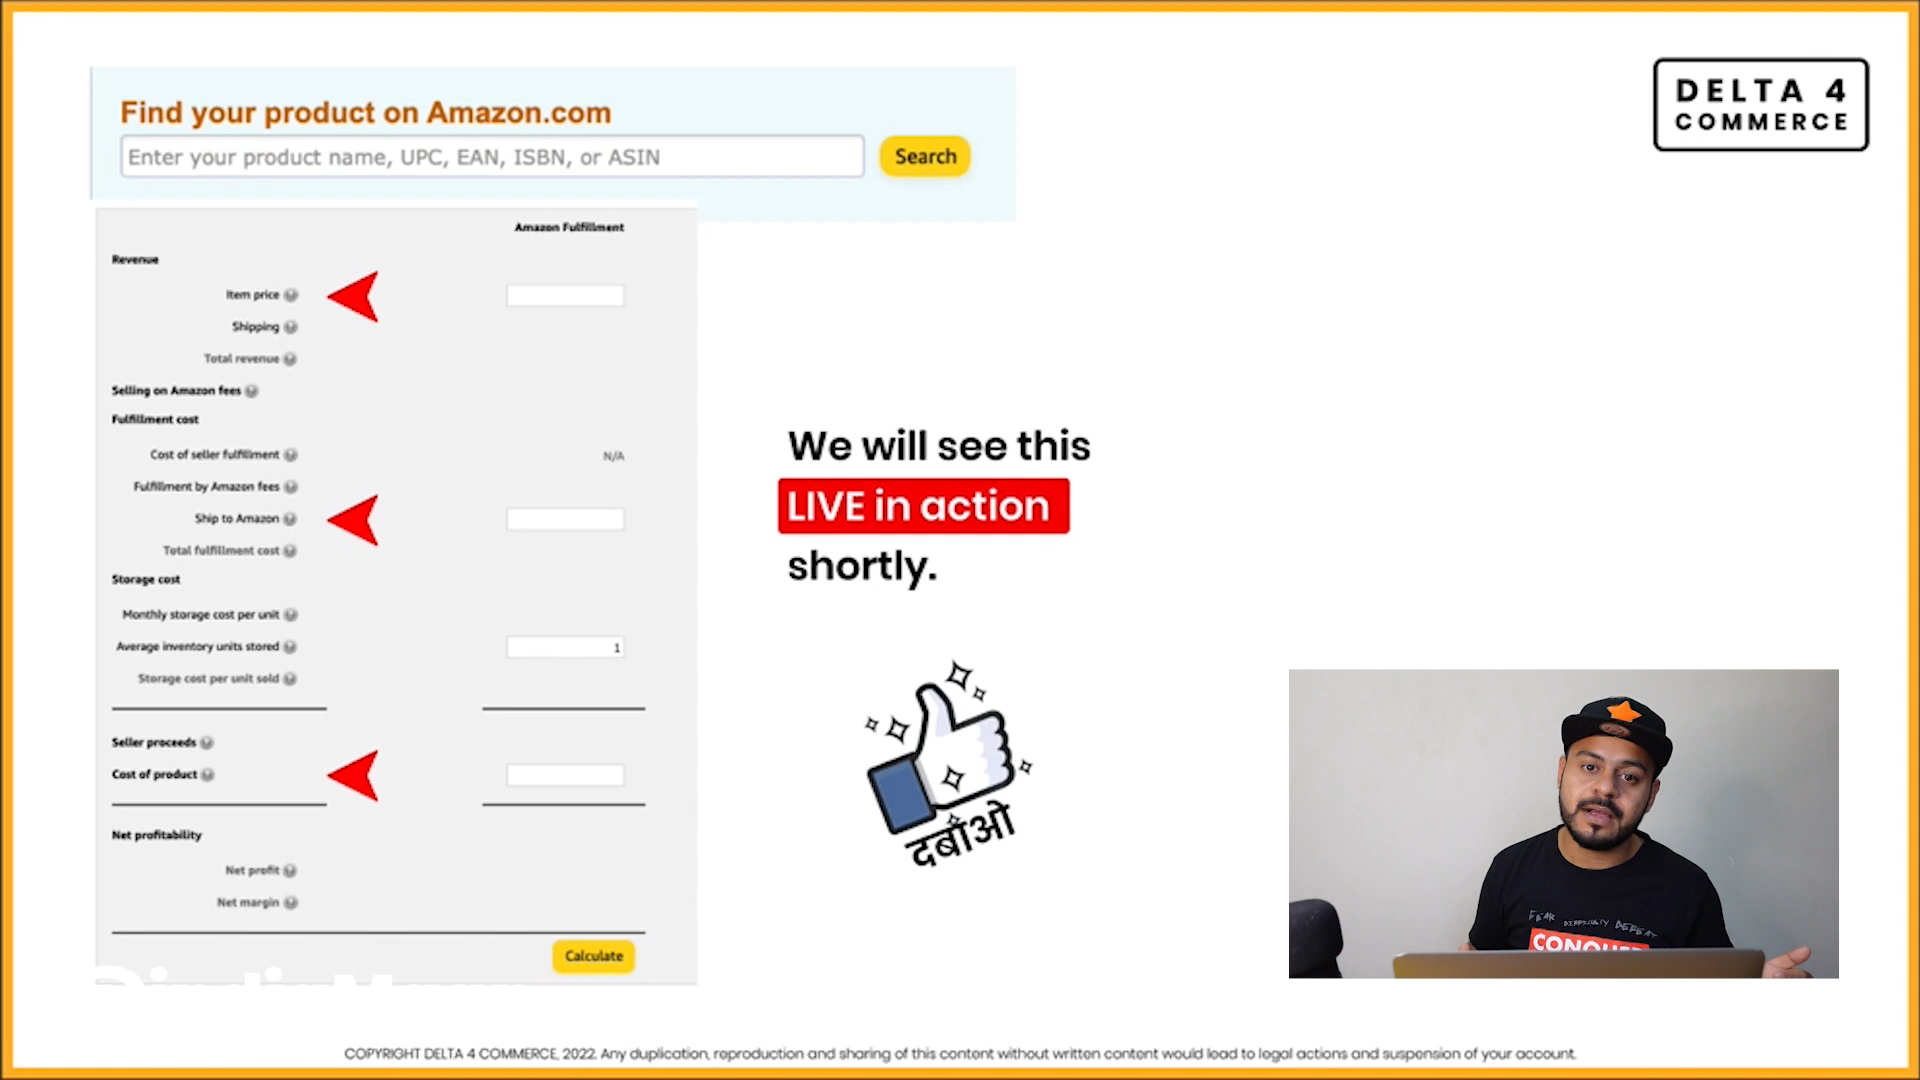 DELTA 4
COMMERCE
Find your product on Amazon.com
Enter your product name, UPC, EAN, ISBN, or ASIN
Search
Amazon Fulfillment
Revenue
Item price
Shipping
Total revenue
Selling on Amazon fees
Fulfillment cost
Cost of seller fulfillment N/A
Fulfillment by Amazon fees
Ship to Amazon
Total fulfillment cost
Storage cost
Monthly storage cost per unit
Average inventory units stored 1
Storage cost per unit sold
Seller proceeds
Cost of product
Net profitability
Net profit
Net margin
Calculate
We will see this
LIVE in action
shortly.
दबाओ
FEAR DIFFICULTY DEFEAT
COPYRIGHT DELTA 4 COMMERCE, 2022. Any duplication, reproduction and sharing of this content without written content would lead to legal actions and suspension of your account.